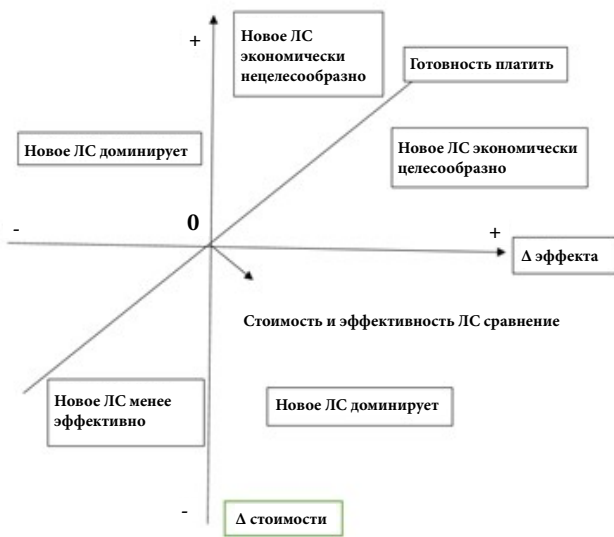 +
Новое ЛС
экономически
нецелесообразно
Готовность платить
Новое ЛС доминирует
Новое ЛС экономически
целесообразно
-
0
+
Δ эффекта
Стоимость и эффективность ЛС сравнение
Новое ЛС менее
эффективно
Новое ЛС доминирует
-
Δ стоимости